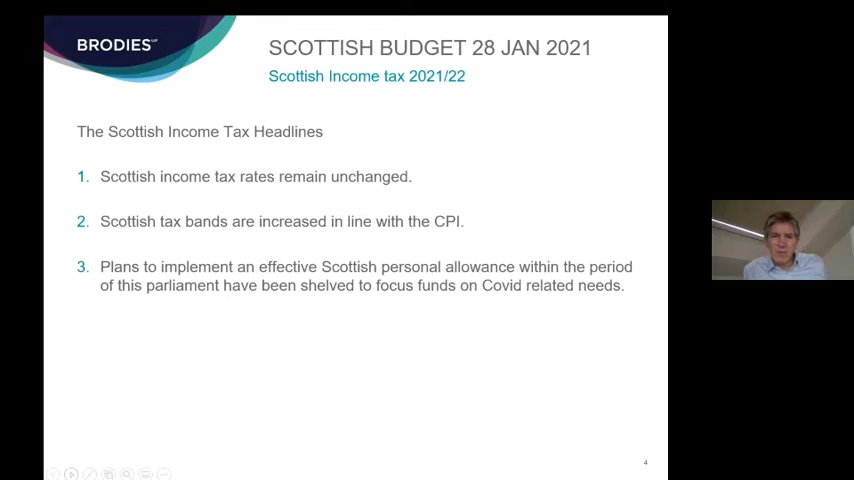 BRODIES LLP
SCOTTISH BUDGET 28 JAN 2021
Scottish Income tax 2021/22
The Scottish Income Tax Headlines
1. Scottish income tax rates remain unchanged.
2. Scottish tax bands are increased in line with the CPI.
3. Plans to implement an effective Scottish personal allowance within the period
of this parliament have been shelved to focus funds on Covid related needs.
4